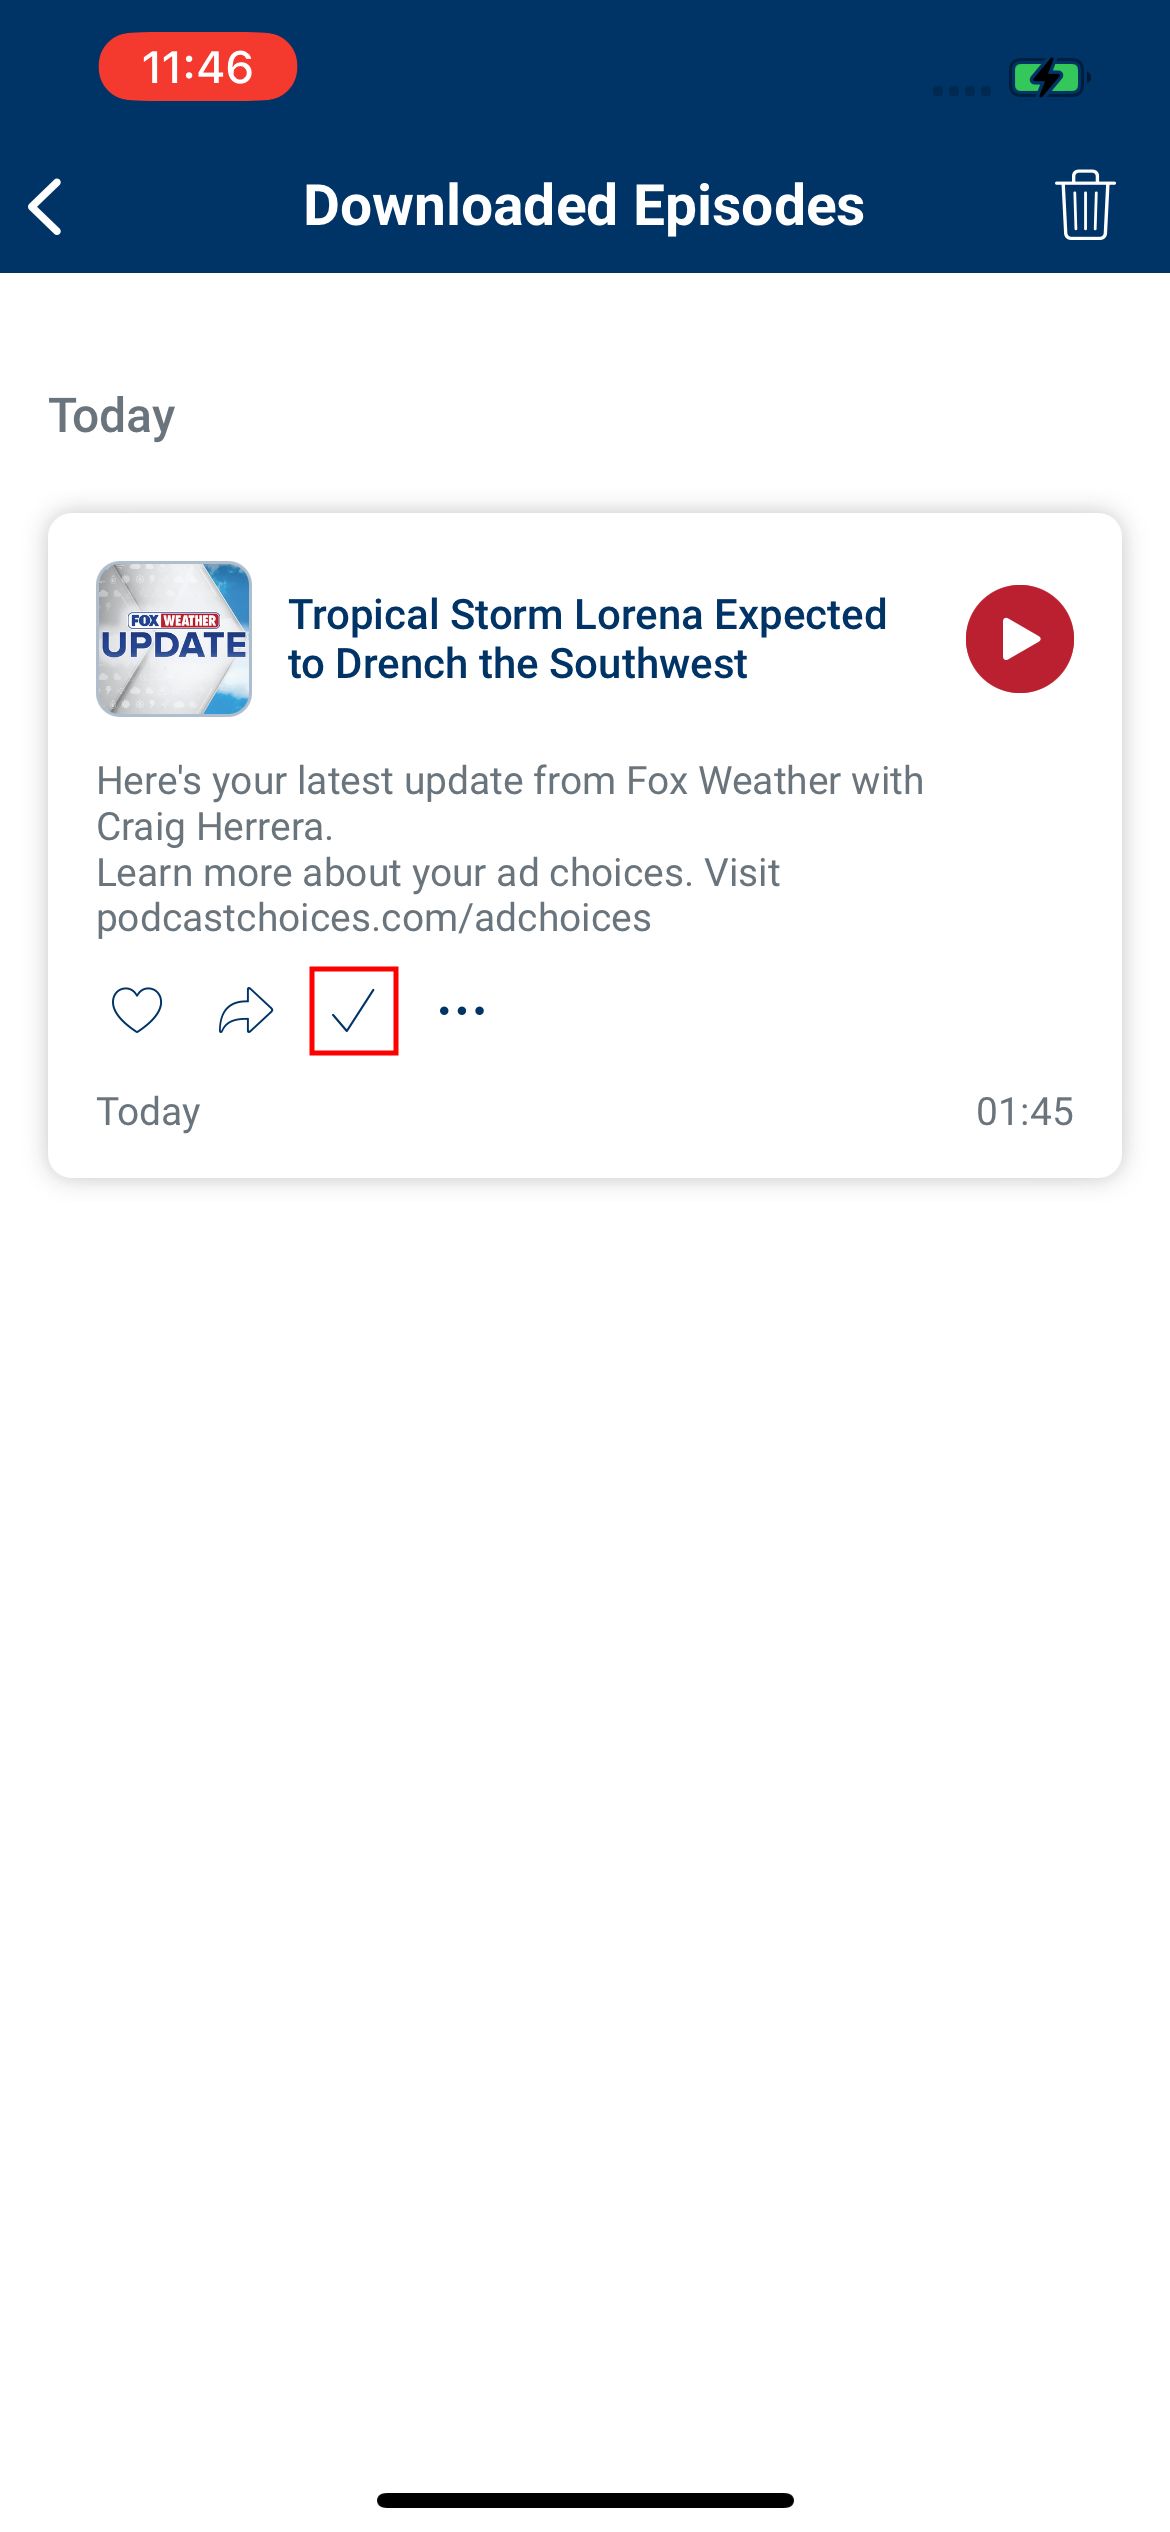 11:46
Downloaded Episodes
Today
FOX WEATHER
UPDATE
Tropical Storm Lorena Expected
to Drench the Southwest
Here's your latest update from Fox Weather with
Craig Herrera.
Learn more about your ad choices. Visit
podcastchoices.com/adchoices
Today
01:45